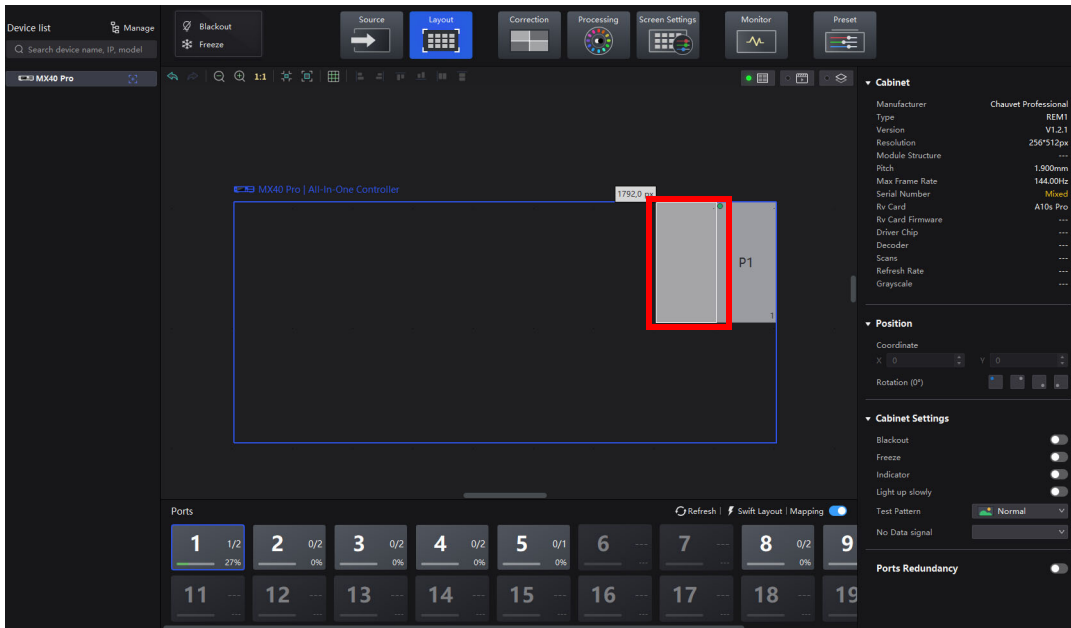 Device list
Manage
Search device name, IP, model
MX40 Pro
Blackout
Freeze
Source
Layout
Correction
Processing
Screen Settings
Monitor
Preset
1:1
MX40 Pro | All-In-One Controller
1792,0 px
P1
1
Cabinet
Manufacturer Chauvet Professional
Type REM1
Version V1.2.1
Resolution 256*512px
Module Structure ---
Pitch 1.900mm
Max Frame Rate 144.00Hz
Serial Number Mixed
Rv Card A10s Pro
Rv Card Firmware ---
Driver Chip ---
Decoder ---
Scans ---
Refresh Rate ---
Grayscale ---
Position
Coordinate
X 0 Y 0
Rotation (0°)
Cabinet Settings
Blackout
Freeze
Indicator
Light up slowly
Test Pattern Normal
No Data signal
Ports Redundancy
Ports
Refresh | Swift Layout | Mapping
1 1/2 27%
2 0/2 0%
3 0/2 0%
4 0/2 0%
5 0/1 0%
6 --- ---
7 --- ---
8 0/2 0%
9
11 --- ---
12 --- ---
13 --- ---
14 --- ---
15 --- ---
16 --- ---
17 --- ---
18 --- ---
19